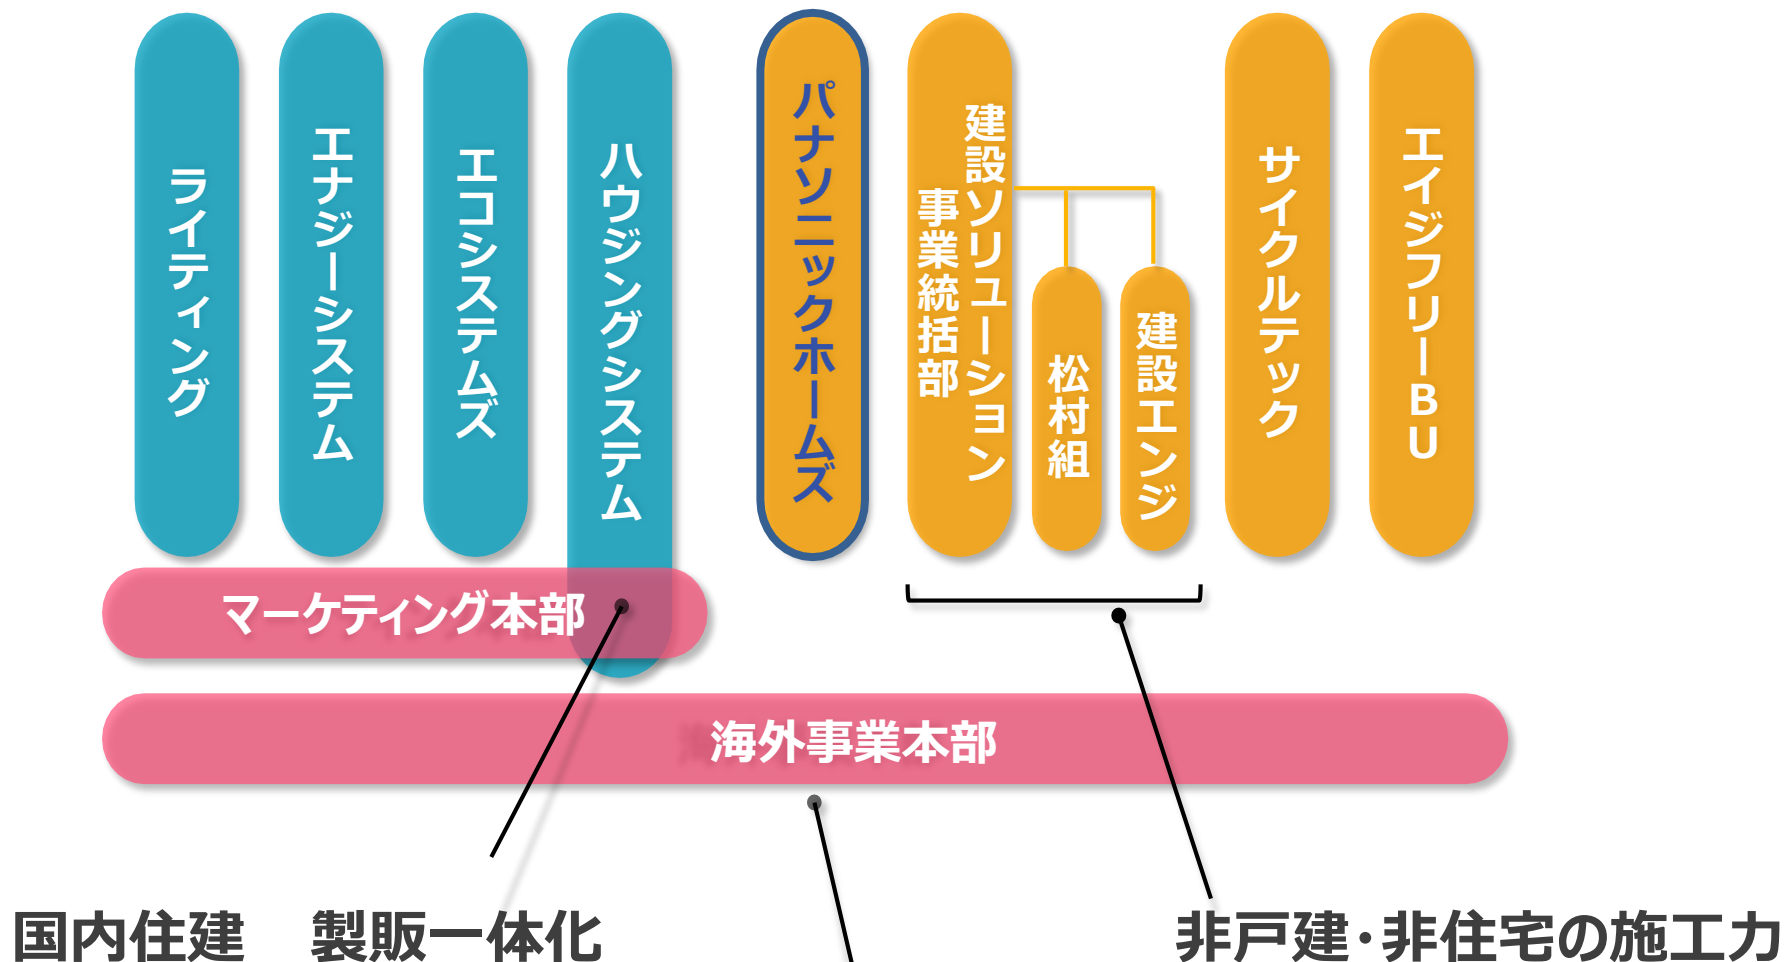 ライティング
エナジーシステム
エコシステムズ
ハウジングシステム
パナソニックホームズ
建設ソリューション
事業統括部
松村組
建設エンジ
サイクルテック
エイジフリーBU
マーケティング本部
海外事業本部
国内住建　製販一体化
非戸建・非住宅の施工力